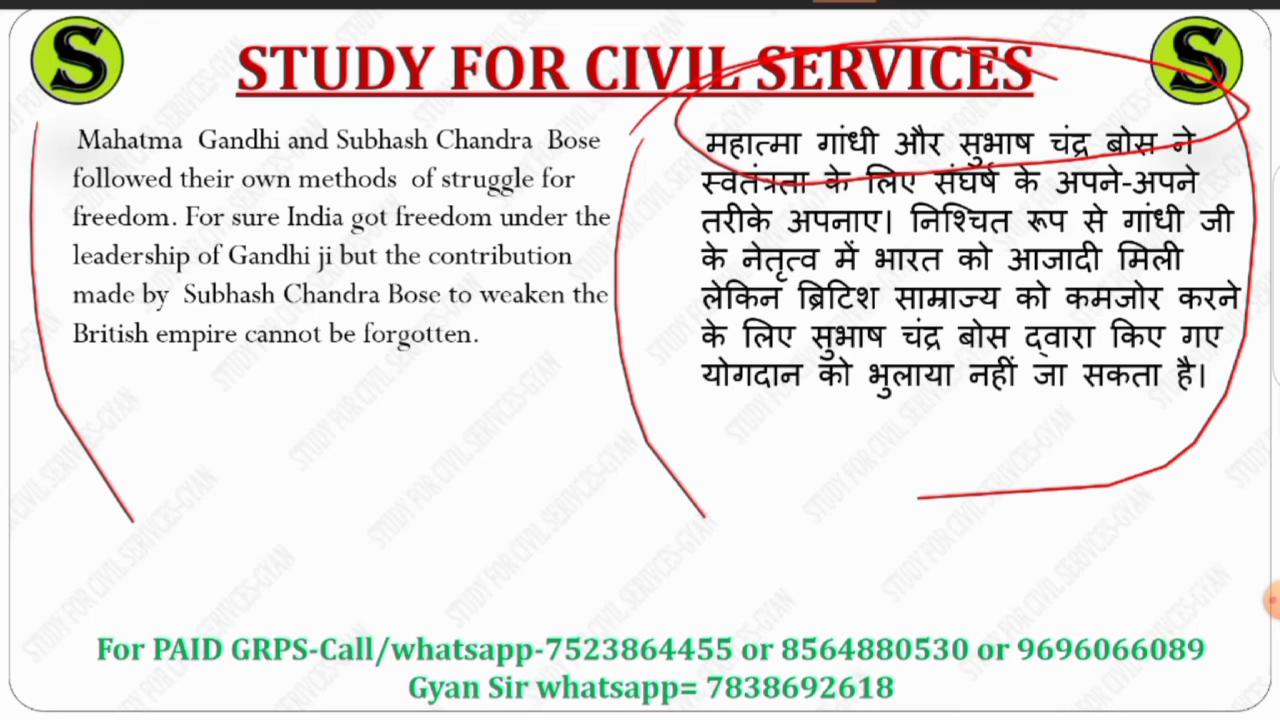 S
STUDY FOR CIVIL SERVICES
S
Mahatma Gandhi and Subhash Chandra Bose
followed their own methods of struggle for
freedom. For sure India got freedom under the
leadership of Gandhi ji but the contribution
made by Subhash Chandra Bose to weaken the
British empire cannot be forgotten.
महात्मा गांधी और सुभाष चंद्र बोस ने
स्वतंत्रता के लिए संघर्ष के अपने-अपने
तरीके अपनाए। निश्चित रूप से गांधी जी
के नेतृत्व में भारत को आजादी मिली
लेकिन ब्रिटिश साम्राज्य को कमजोर करने
के लिए सुभाष चंद्र बोस द्वारा किए गए
योगदान को भुलाया नहीं जा सकता है।
For PAID GRPS-Call/whatsapp-7523864455 or 8564880530 or 9696066089
Gyan Sir whatsapp= 7838692618